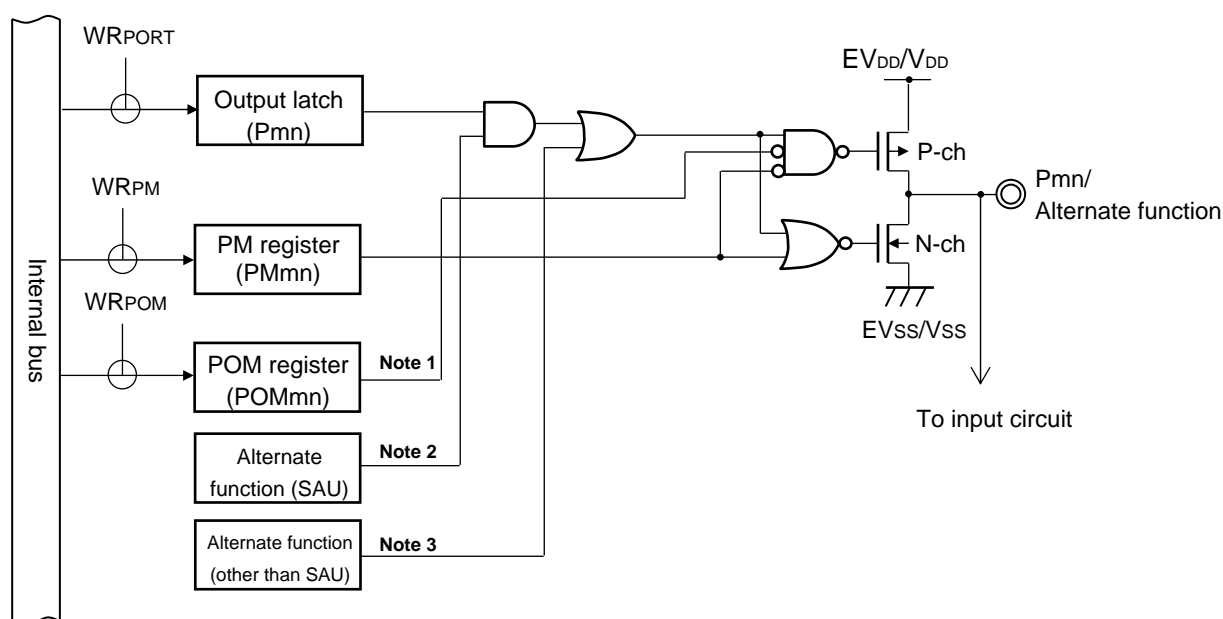 WRPORT
EVDD/VDD
Output latch
(Pmn)
P-ch
WRPM
Pmn/
Alternate function
PM register
(PMmn)
N-ch
Internal bus
WRPOM
EVSS/VSS
POM register
(POMmn)
Note 1
To input circuit
Alternate
function (SAU)
Note 2
Alternate function
(other than SAU)
Note 3